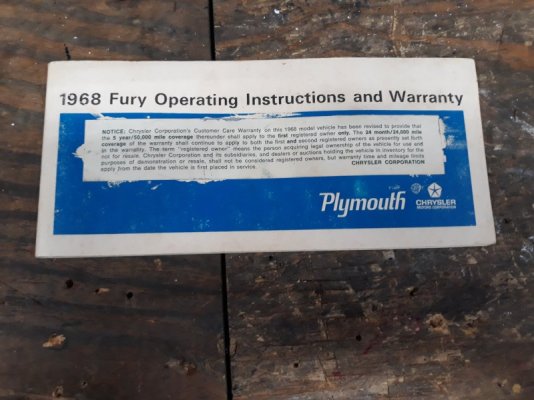 1968 Fury Operating Instructions and Warranty
NOTICE: Chrysler Corporation's Customer Care Warranty on this 1968 model vehicle has been revised to provide that
the 5 year/50,000 mile coverage thereunder shall apply to the first registered owner only. The 24 month/24,000 mile
coverage of the warranty shall continue to apply to both the first and second registered owners as presently set forth
in the warranty. The term "registered owner" means the person acquiring legal ownership of the vehicle for use and
not for resale. Chrysler Corporation and its subsidiaries, and dealers or auctions holding the vehicle in inventory for the
purposes of demonstration or resale, shall not be considered registered owners, but warranty time and mileage limits
apply from the date the vehicle is first placed in service.
CHRYSLER CORPORATION
Plymouth
CHRYSLER
MOTORS CORPORATION